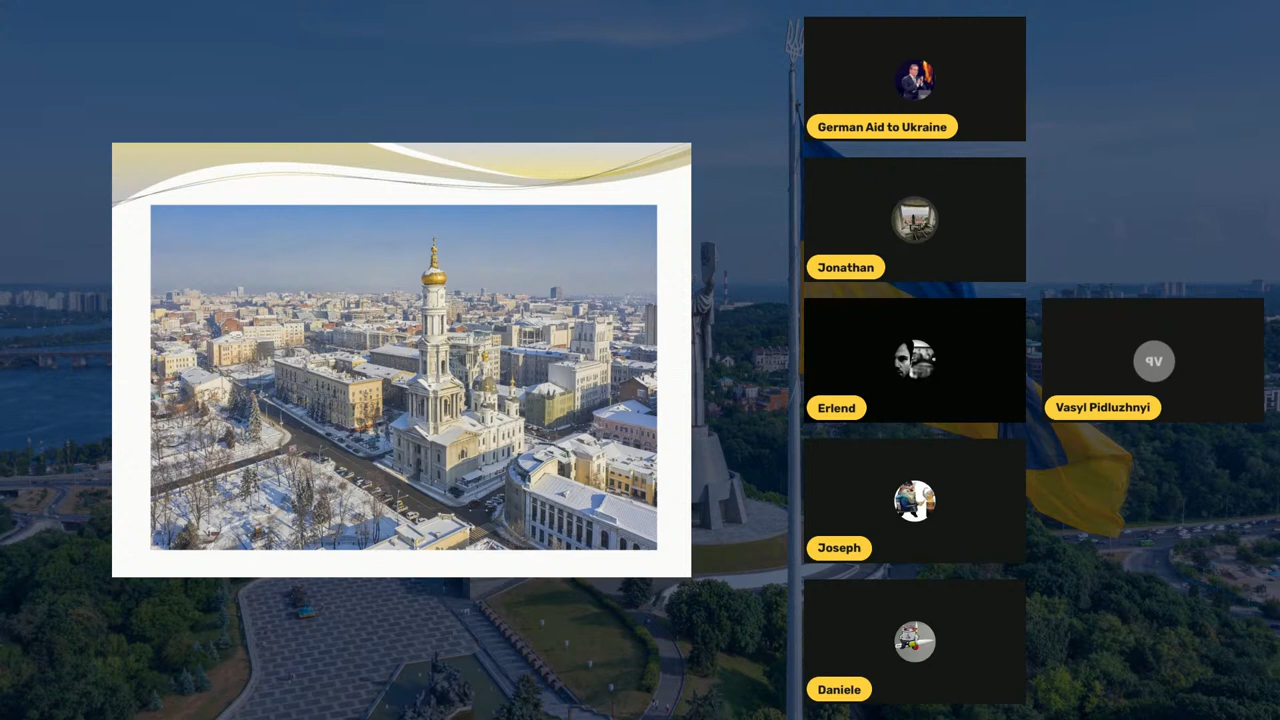 German Aid to Ukraine
Jonathan
Erlend
VP
Vasyl Pidluzhnyi
Joseph
Daniele